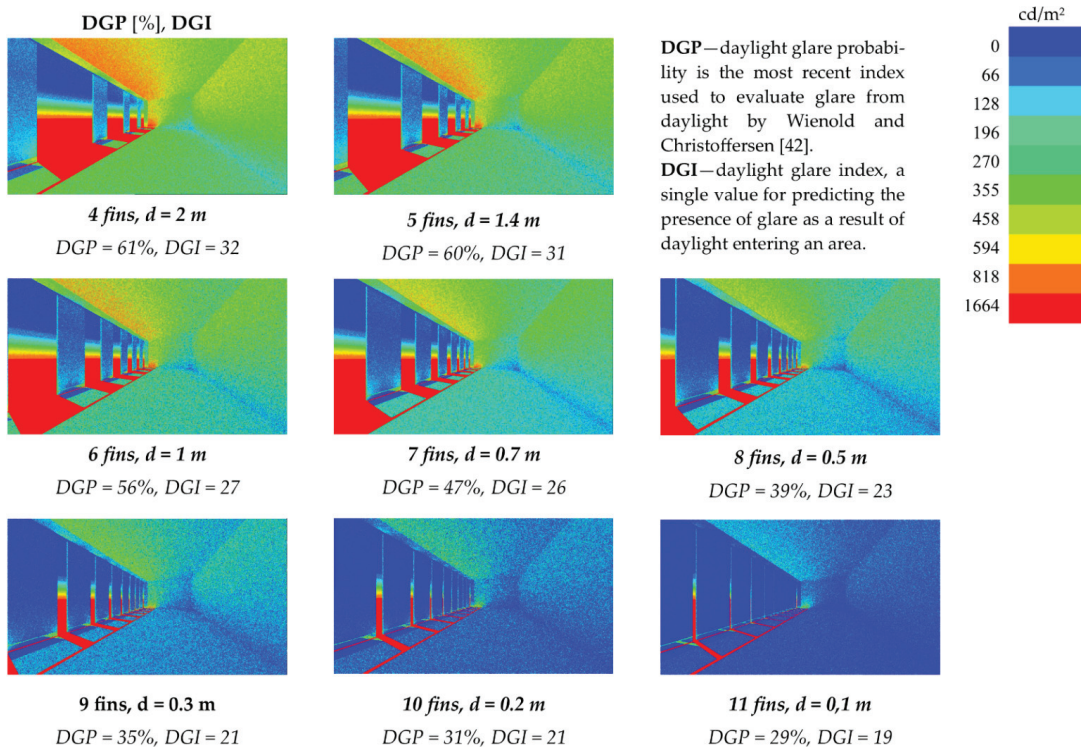 DGP [%], DGI
4 fins, d = 2 m
DGP = 61%, DGI = 32
5 fins, d = 1.4 m
DGP = 60%, DGI = 31
DGP—daylight glare probabi-
lity is the most recent index
used to evaluate glare from
daylight by Wienold and
Christoffersen [42].
DGI—daylight glare index, a
single value for predicting the
presence of glare as a result of
daylight entering an area.
cd/m²
0
66
128
196
270
355
458
594
818
1664
6 fins, d = 1 m
DGP = 56%, DGI = 27
7 fins, d = 0.7 m
DGP = 47%, DGI = 26
8 fins, d = 0.5 m
DGP = 39%, DGI = 23
9 fins, d = 0.3 m
DGP = 35%, DGI = 21
10 fins, d = 0.2 m
DGP = 31%, DGI = 21
11 fins, d = 0,1 m
DGP = 29%, DGI = 19